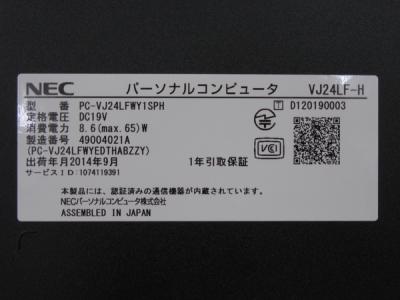 NEC パーソナルコンピュータ VJ24LF-H
型 番 PC-VJ24LFWY1SPH
T D120190003
定格電圧 DC19V
消費電力 8.6(max.65)W
製造番号 49004021A
(PC-VJ24LFWYEDTHABZZY)
VCCI
出荷年月2014年9月 1年引取保証
サービスID：1074119391
本製品には、認証済みの通信機器が内蔵されています。
NECパーソナルコンピュータ株式会社
ASSEMBLED IN JAPAN